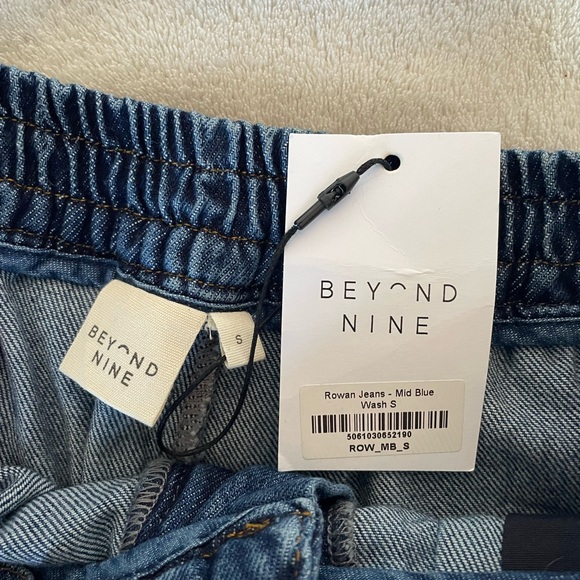 BEYOND
NINE
S
BEYOND
NINE
Rowan Jeans - Mid Blue
Wash S
5061030652190
ROW_MB_S